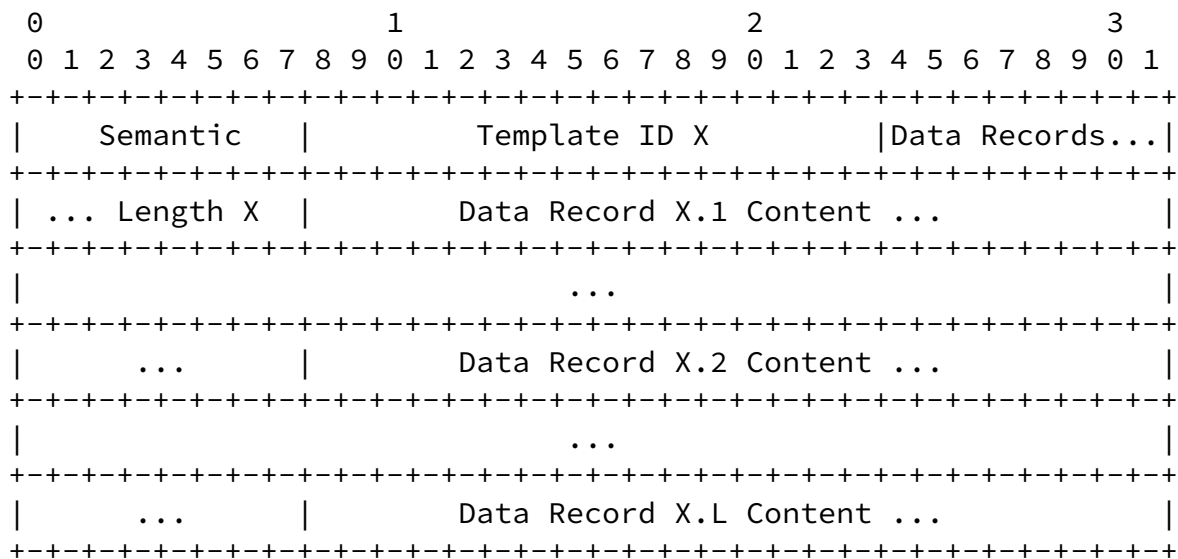 0                   1                   2                   3
 0 1 2 3 4 5 6 7 8 9 0 1 2 3 4 5 6 7 8 9 0 1 2 3 4 5 6 7 8 9 0 1
+-+-+-+-+-+-+-+-+-+-+-+-+-+-+-+-+-+-+-+-+-+-+-+-+-+-+-+-+-+-+-+-+
|    Semantic   |         Template ID X         |Data Records...|
+-+-+-+-+-+-+-+-+-+-+-+-+-+-+-+-+-+-+-+-+-+-+-+-+-+-+-+-+-+-+-+-+
| ... Length X  |        Data Record X.1 Content ...            |
+-+-+-+-+-+-+-+-+-+-+-+-+-+-+-+-+-+-+-+-+-+-+-+-+-+-+-+-+-+-+-+-+
|                              ...                              |
+-+-+-+-+-+-+-+-+-+-+-+-+-+-+-+-+-+-+-+-+-+-+-+-+-+-+-+-+-+-+-+-+
|      ...      |        Data Record X.2 Content ...            |
+-+-+-+-+-+-+-+-+-+-+-+-+-+-+-+-+-+-+-+-+-+-+-+-+-+-+-+-+-+-+-+-+
|                              ...                              |
+-+-+-+-+-+-+-+-+-+-+-+-+-+-+-+-+-+-+-+-+-+-+-+-+-+-+-+-+-+-+-+-+
|      ...      |        Data Record X.L Content ...            |
+-+-+-+-+-+-+-+-+-+-+-+-+-+-+-+-+-+-+-+-+-+-+-+-+-+-+-+-+-+-+-+-+